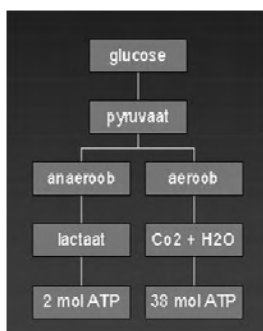 glucose
pyruvaat
anaeroob
aeroob
lactaat
Co2 + H2O
2 mol ATP
38 mol ATP